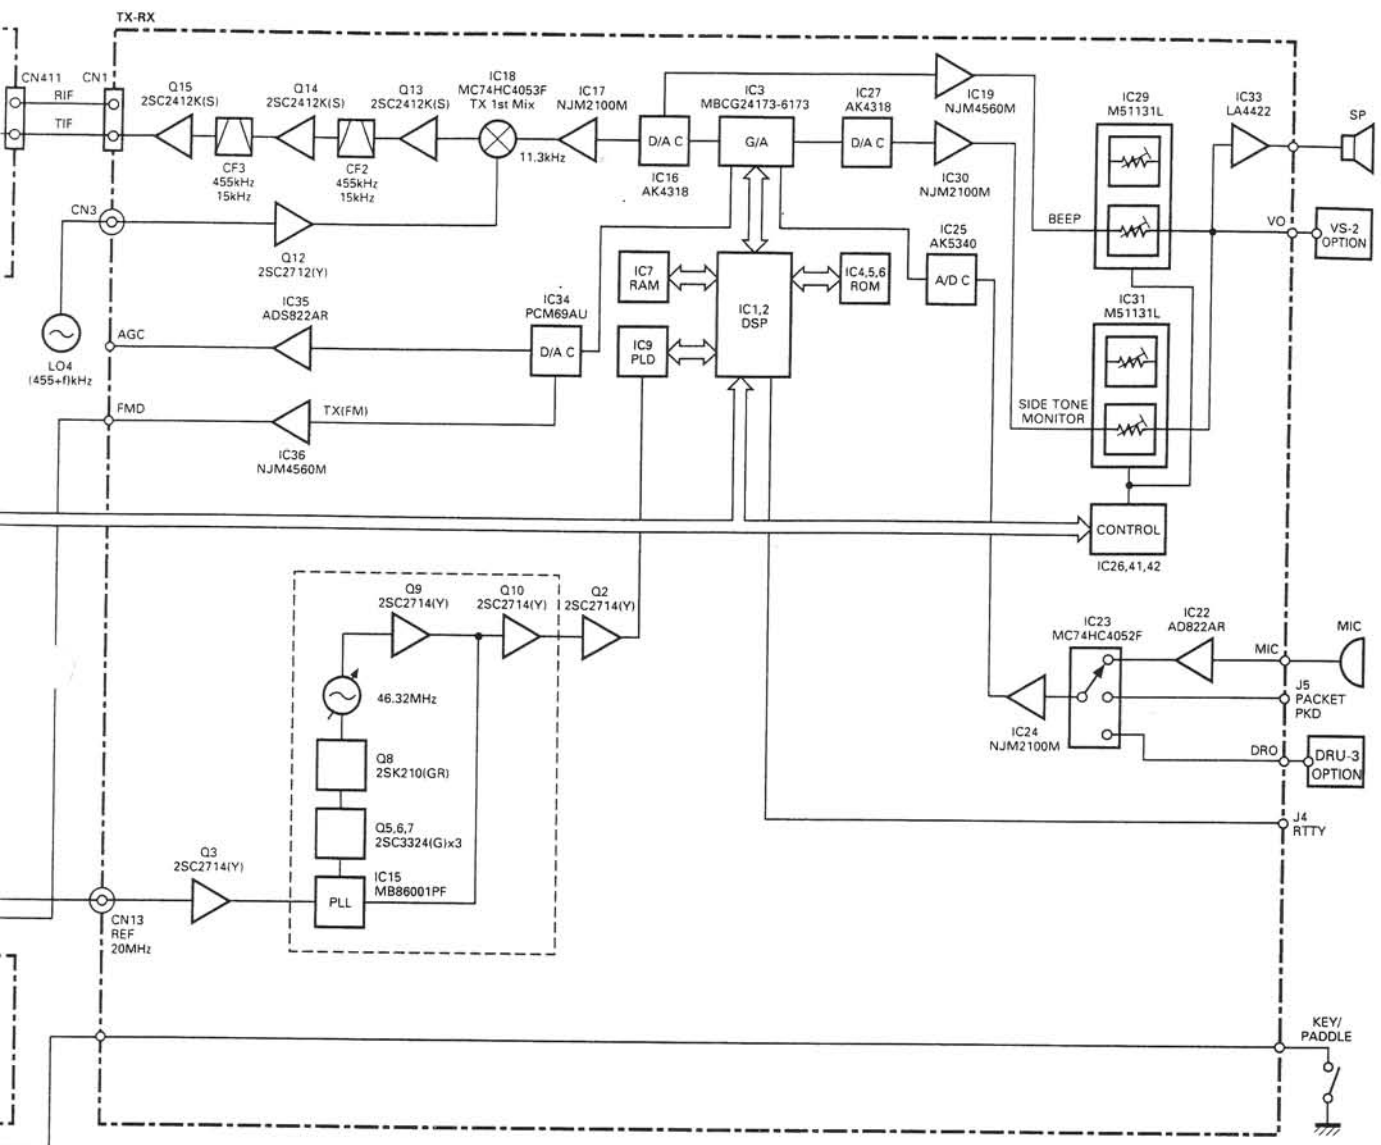 TX-RX
CN411
CN1
RIF
TIF
Q15
2SC2412K(S)
Q14
2SC2412K(S)
Q13
2SC2412K(S)
IC18
MC74HC4053F
TX 1st Mix
IC17
NJM2100M
IC3
MBCG24173-6173
IC27
AK4318
IC19
NJM4560M
IC29
M51131L
IC33
LA4422
SP
CF3
455kHz
15kHz
CF2
455kHz
15kHz
11.3kHz
D/A C
IC16
AK4318
G/A
D/A C
IC30
NJM2100M
CN3
Q12
2SC2712(Y)
BEEP
VO
VS-2
OPTION
IC25
AK5340
A/D C
IC7
RAM
IC4,5,6
ROM
IC1,2
DSP
IC9
PLD
LO4
(455+f)kHz
AGC
IC35
ADS822AR
IC34
PCM69AU
D/A C
IC31
M51131L
FMD
TX(FM)
IC36
NJM4560M
SIDE TONE
MONITOR
CONTROL
IC26,41,42
Q9
2SC2714(Y)
Q10
2SC2714(Y)
Q2
2SC2714(Y)
46.32MHz
Q8
2SK210(GR)
Q5,6,7
2SC3324(G)x3
IC15
MB86001PF
PLL
Q3
2SC2714(Y)
CN13
REF
20MHz
IC23
MC74HC4052F
IC22
AD822AR
MIC
MIC
J5
PACKET
PKD
IC24
NJM2100M
DRO
DRU-3
OPTION
J4
RTTY
KEY/
PADDLE